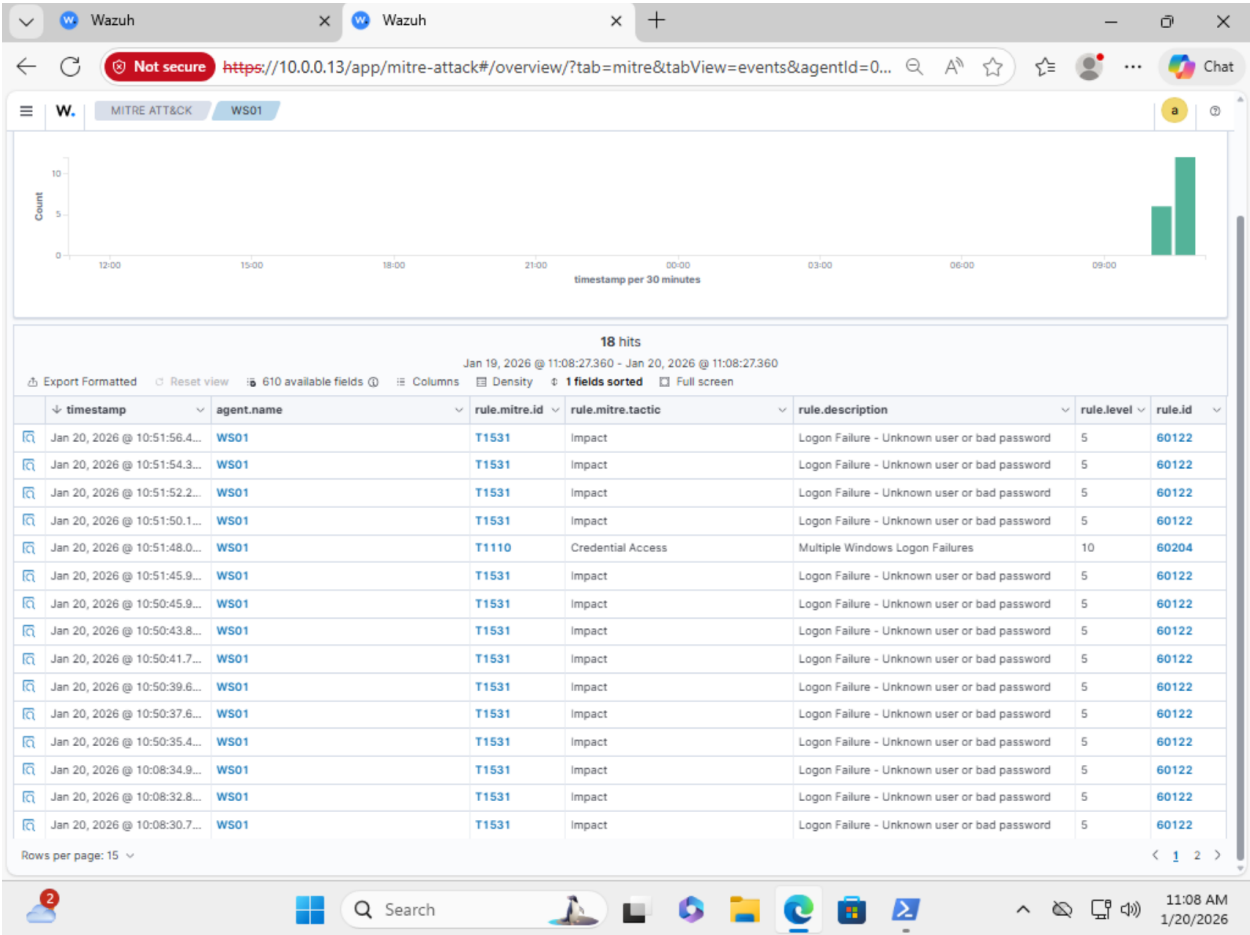 Wazuh
Wazuh
Not secure https://10.0.0.13/app/mitre-attack#/overview/?tab=mitre&tabView=events&agentId=0... Chat
W. MITRE ATT&CK WS01 a
10
5
0
Count
12:00 15:00 18:00 21:00 00:00 03:00 06:00 09:00
timestamp per 30 minutes
18 hits
Jan 19, 2026 @ 11:08:27.360 - Jan 20, 2026 @ 11:08:27.360
Export Formatted Reset view 610 available fields Columns Density 1 fields sorted Full screen
timestamp agent.name rule.mitre.id rule.mitre.tactic rule.description rule.level rule.id
Jan 20, 2026 @ 10:51:56.4... WS01 T1531 Impact Logon Failure - Unknown user or bad password 5 60122
Jan 20, 2026 @ 10:51:54.3... WS01 T1531 Impact Logon Failure - Unknown user or bad password 5 60122
Jan 20, 2026 @ 10:51:52.2... WS01 T1531 Impact Logon Failure - Unknown user or bad password 5 60122
Jan 20, 2026 @ 10:51:50.1... WS01 T1531 Impact Logon Failure - Unknown user or bad password 5 60122
Jan 20, 2026 @ 10:51:48.0... WS01 T1110 Credential Access Multiple Windows Logon Failures 10 60204
Jan 20, 2026 @ 10:51:45.9... WS01 T1531 Impact Logon Failure - Unknown user or bad password 5 60122
Jan 20, 2026 @ 10:50:45.9... WS01 T1531 Impact Logon Failure - Unknown user or bad password 5 60122
Jan 20, 2026 @ 10:50:43.8... WS01 T1531 Impact Logon Failure - Unknown user or bad password 5 60122
Jan 20, 2026 @ 10:50:41.7... WS01 T1531 Impact Logon Failure - Unknown user or bad password 5 60122
Jan 20, 2026 @ 10:50:39.6... WS01 T1531 Impact Logon Failure - Unknown user or bad password 5 60122
Jan 20, 2026 @ 10:50:37.6... WS01 T1531 Impact Logon Failure - Unknown user or bad password 5 60122
Jan 20, 2026 @ 10:50:35.4... WS01 T1531 Impact Logon Failure - Unknown user or bad password 5 60122
Jan 20, 2026 @ 10:08:34.9... WS01 T1531 Impact Logon Failure - Unknown user or bad password 5 60122
Jan 20, 2026 @ 10:08:32.8... WS01 T1531 Impact Logon Failure - Unknown user or bad password 5 60122
Jan 20, 2026 @ 10:08:30.7... WS01 T1531 Impact Logon Failure - Unknown user or bad password 5 60122
Rows per page: 15 1 2
2 Search 11:08 AM
1/20/2026